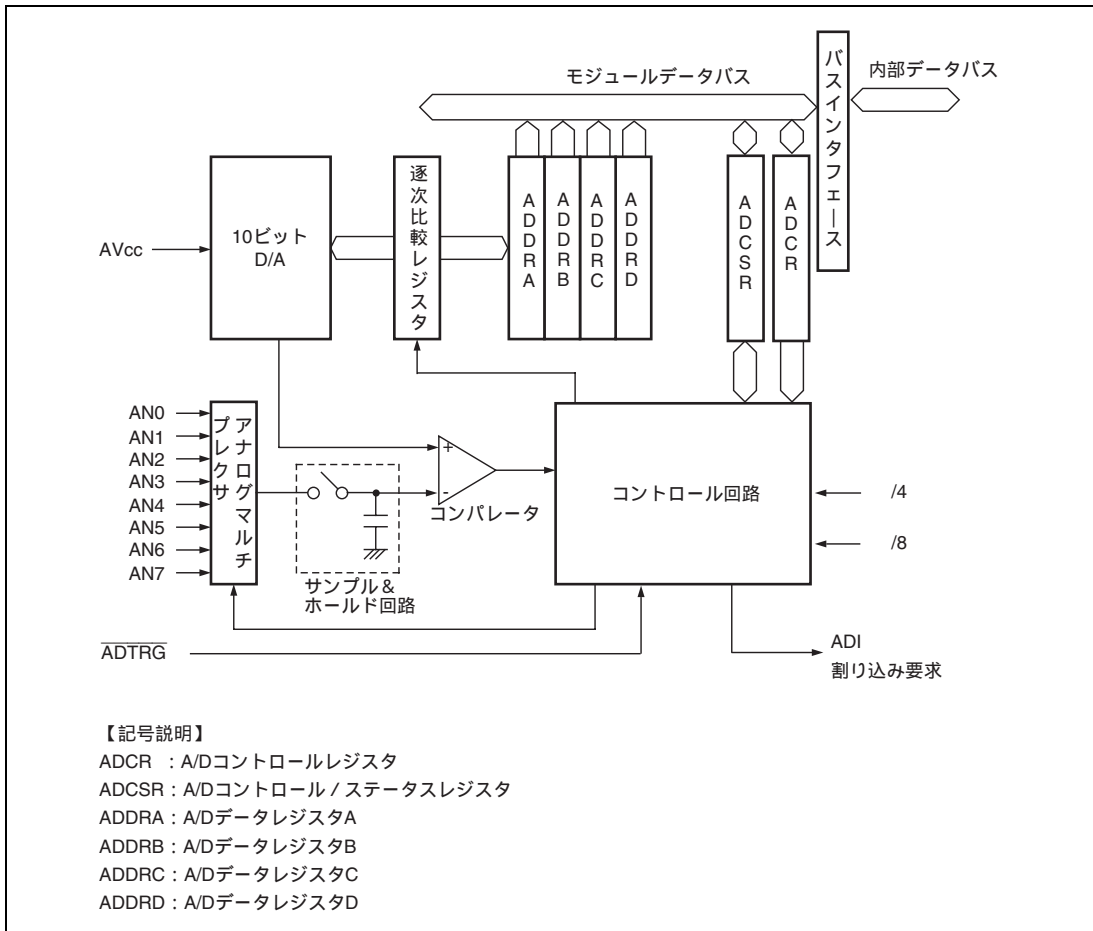 モジュールデータバス
バスインタフェース
内部データバス
AVcc
10ビット
D/A
逐次比較レジスタ
ADDRA
ADDRB
ADDRC
ADDRD
ADCSR
ADCR
AN0
AN1
AN2
AN3
AN4
AN5
AN6
AN7
アナログマルチ
プレクサ
+
-
コンパレータ
サンプル＆
ホールド回路
コントロール回路
/4
/8
ADTRG
ADI
割り込み要求
【記号説明】
ADCR ：A/Dコントロールレジスタ
ADCSR：A/Dコントロール / ステータスレジスタ
ADDRA：A/DデータレジスタA
ADDRB：A/DデータレジスタB
ADDRC：A/DデータレジスタC
ADDRD：A/DデータレジスタD